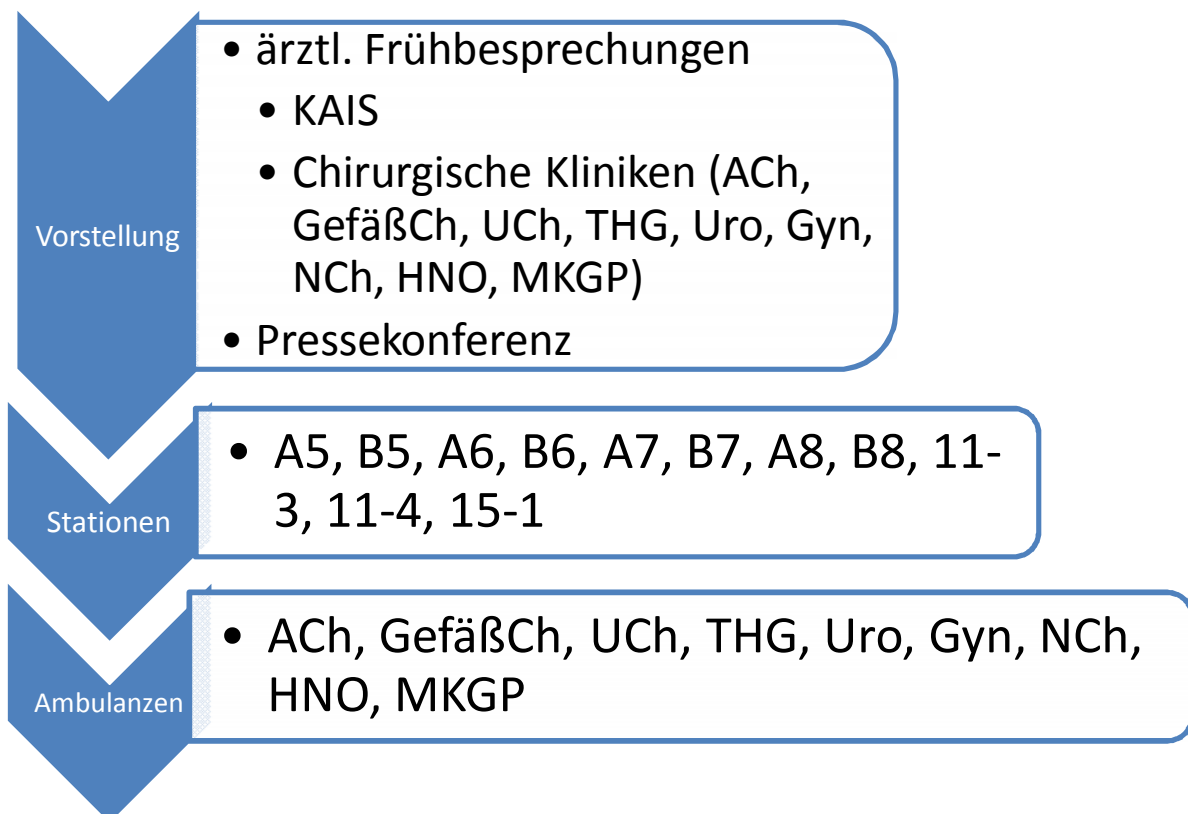 Vorstellung
• ärztl. Frühbesprechungen
• KAIS
• Chirurgische Kliniken (ACh,
GefäßCh, UCh, THG, Uro, Gyn,
NCh, HNO, MKGP)
• Pressekonferenz
Stationen
• A5, B5, A6, B6, A7, B7, A8, B8, 11-
3, 11-4, 15-1
Ambulanzen
• ACh, GefäßCh, UCh, THG, Uro, Gyn, NCh,
HNO, MKGP